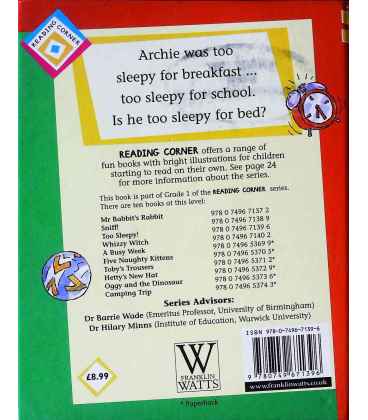 READING CORNER
Archie was too
sleepy for breakfast ...
too sleepy for school.
Is he too sleepy for bed?
READING CORNER offers a range of
fun books with bright illustrations for children
starting to read on their own. See page 24
for more information about the series.
This book is part of Grade 1 of the READING CORNER series.
There are ten books at this level:
Mr Babbit's Rabbit 978 0 7496 7137 2
Sniff! 978 0 7496 7138 9
Too Sleepy! 978 0 7496 7139 6
Whizzy Witch 978 0 7496 7140 2
A Busy Week 978 0 7496 5369 9*
Five Naughty Kittens 978 0 7496 5370 5*
Toby's Trousers 978 0 7496 5371 2*
Hetty's New Hat 978 0 7496 5372 9*
Oggy and the Dinosaur 978 0 7496 5373 6*
Camping Trip 978 0 7496 5374 3*
Series Advisors:
Dr Barrie Wade (Emeritus Professor, University of Birmingham)
Dr Hilary Minns (Institute of Education, Warwick University)
£8.99
W
FRANKLIN
WATTS
* Paperback
ISBN 978-0-7496-7139-6
9 780749 671396
www.franklinwatts.co.uk